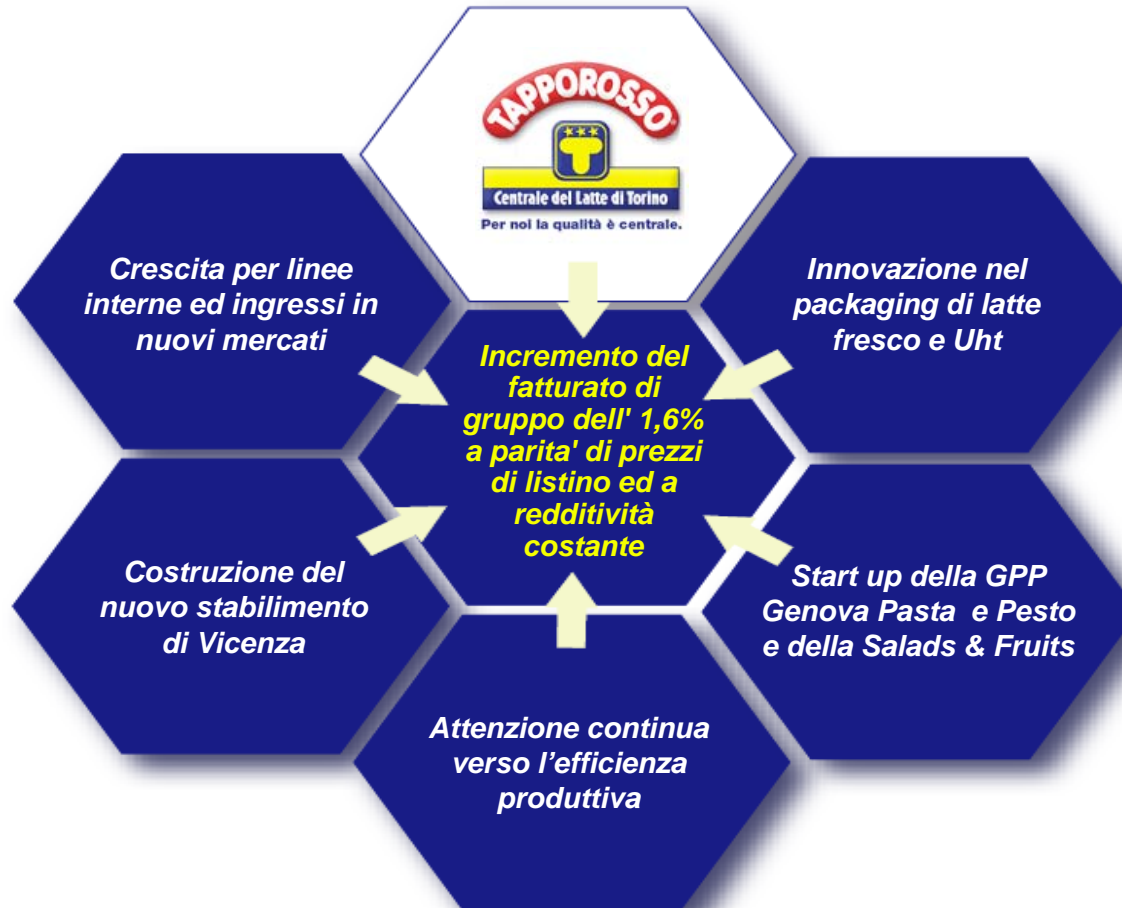 TAPPOROSSO
Centrale del Latte di Torino
Per noi la qualità è centrale.
Crescita per linee
interne ed ingressi in
nuovi mercati
Innovazione nel
packaging di latte
fresco e Uht
Incremento del
fatturato di
gruppo dell' 1,6%
a parita' di prezzi
di listino ed a
redditività
costante
Costruzione del
nuovo stabilimento
di Vicenza
Start up della GPP
Genova Pasta e Pesto
e della Salads & Fruits
Attenzione continua
verso l’efficienza
produttiva